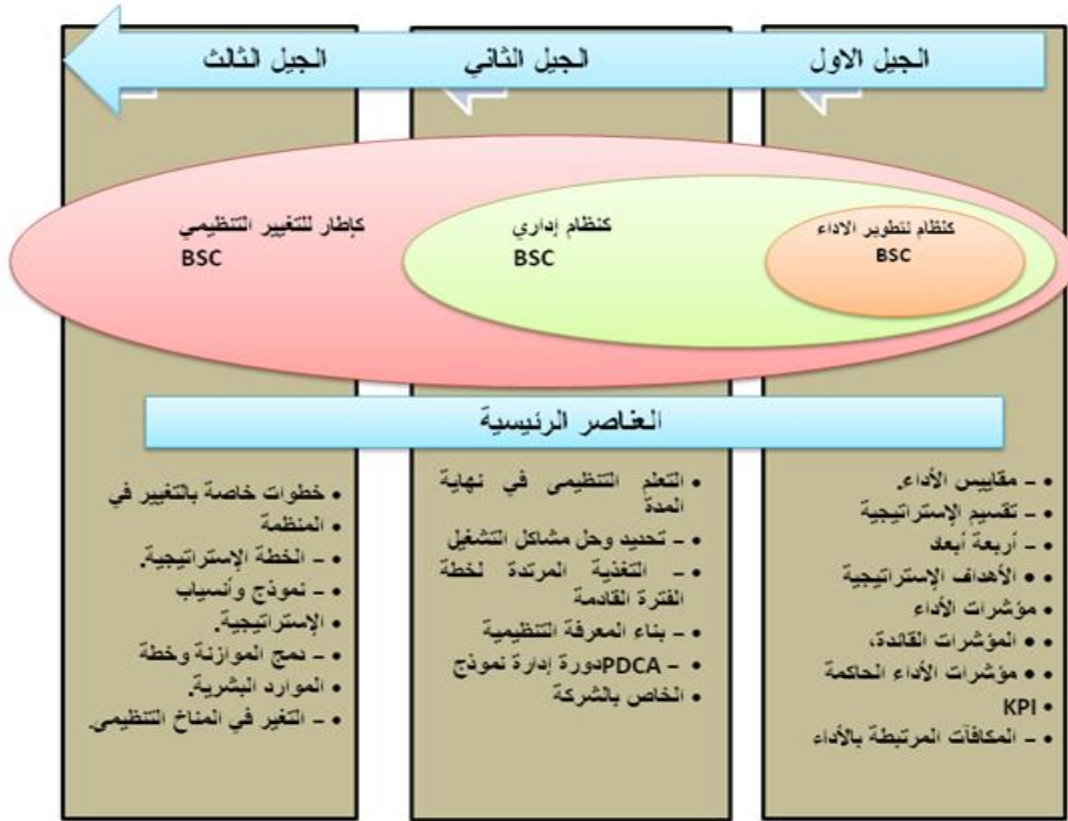 الجيل الاول
الجيل الثاني
الجيل الثالث
كنظام لتطوير الاداء
BSC
كنظام إداري
BSC
كإطار للتغيير التنظيمي
BSC
العناصر الرئيسية
• – مقاييس الأداء.
• – تقسيم الإستراتيجية
• – أربعة أبعاد
• • الأهداف الإستراتيجية
مؤشرات الأداء
• • المؤشرات القائدة،
• • مؤشرات الأداء الحاكمة
• KPI
• – المكافآت المرتبطة بالأداء
• التعلم التنظيمي في نهاية
المدة
• – تحديد وحل مشاكل التشغيل
• – التغذية المرتدة لخطة
الفترة القادمة
• – بناء المعرفة التنظيمية
• – PDCAدورة إدارة نموذج
الخاص بالشركة
• خطوات خاصة بالتغيير في
• المنظمة
• – الخطة الإستراتيجية.
• – نموذج وأنسياب
• الإستراتيجية.
• – دمج الموازنة وخطة
• الموارد البشرية.
• – التغير في المناخ التنظيمي.